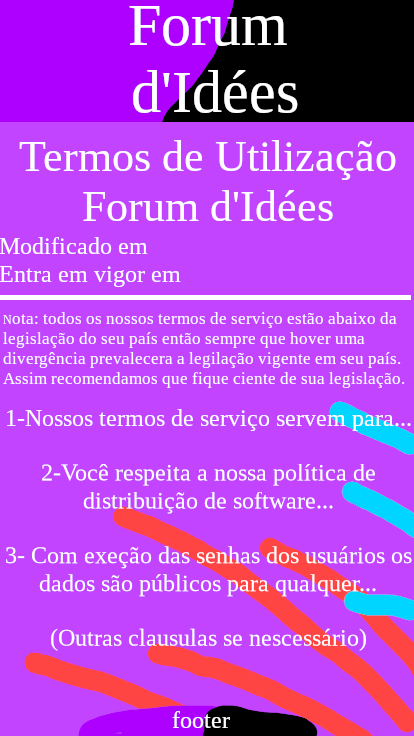 Forum
d'Idées
Termos de Utilização
Forum d'Idées
Modificado em
Entra em vigor em
Nota: todos os nossos termos de serviço estão abaixo da
legislação do seu país então sempre que hover uma
divergência prevalecera a legilação vigente em seu país.
Assim recomendamos que fique ciente de sua legislação.
1-Nossos termos de serviço servem para...
2-Você respeita a nossa política de
distribuição de software...
3- Com exeção das senhas dos usuários os
dados são públicos para qualquer...
(Outras clausulas se nescessário)
footer